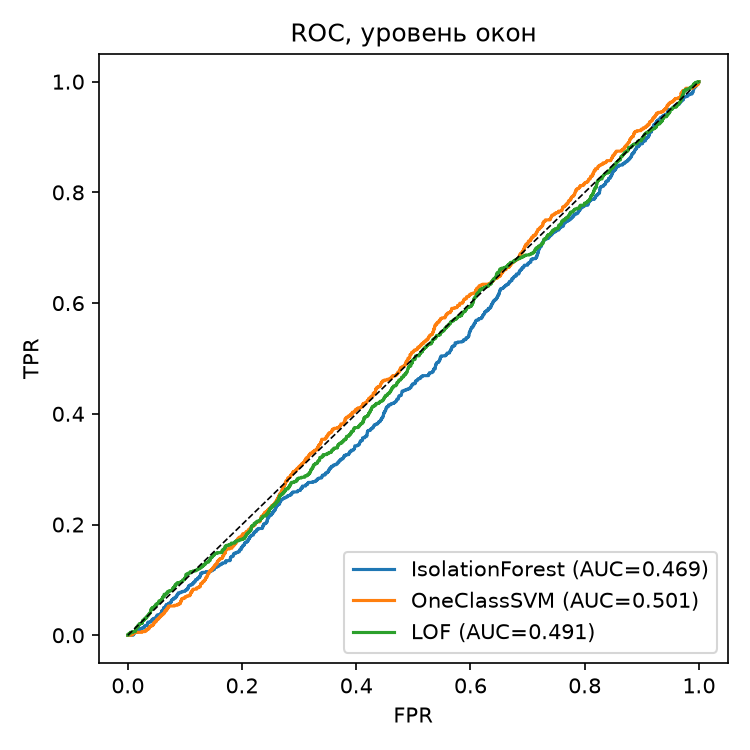 ROC, уровень окон
TPR
1.0
0.8
0.6
0.4
0.2
0.0
IsolationForest (AUC=0.469)
OneClassSVM (AUC=0.501)
LOF (AUC=0.491)
0.0 0.2 0.4 0.6 0.8 1.0
FPR